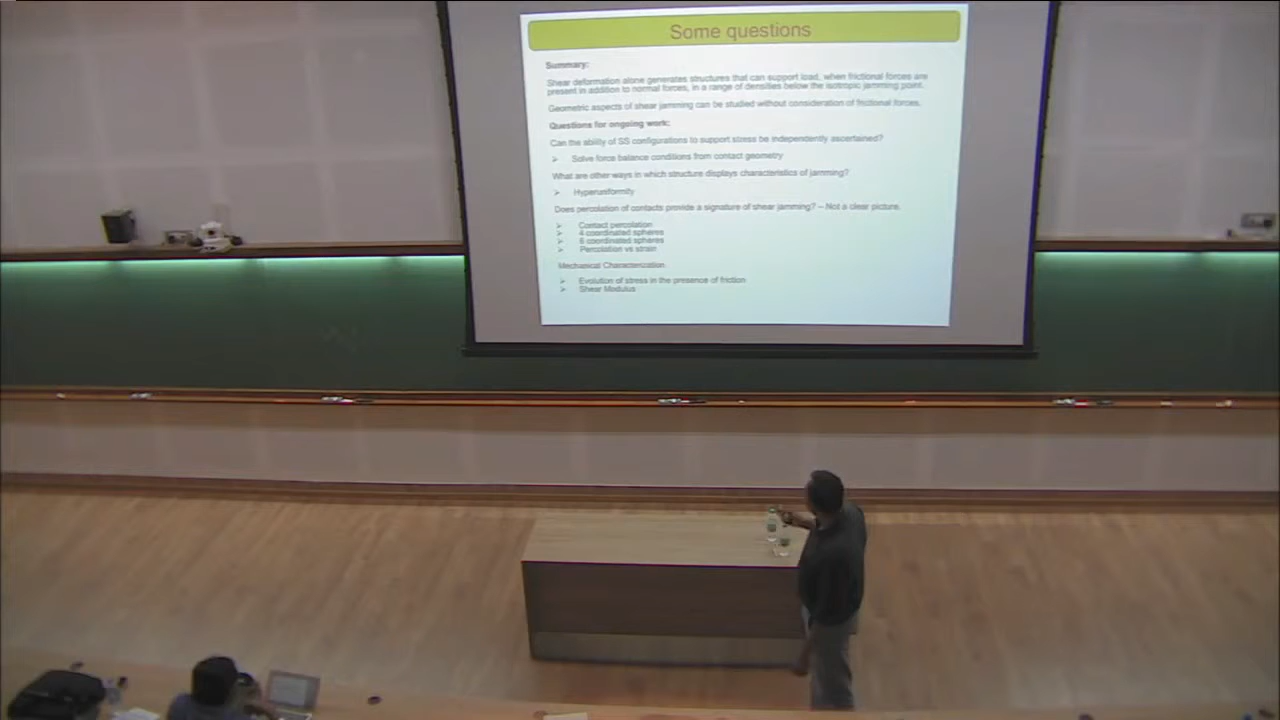 Some questions
Summary:
Shear deformation alone generates structures that can support load, when frictional forces are
present in addition to normal forces, in a range of densities below the isotropic jamming point.
Geometric aspects of shear jamming can be studied without consideration of frictional forces.
Questions for ongoing work:
Can the ability of SS configurations to support stress be independently ascertained?
➢ Solve force balance conditions from contact geometry
What are other ways in which structure displays characteristics of jamming?
➢ Hyperuniformity
Does percolation of contacts provide a signature of shear jamming? – Not a clear picture.
➢ Contact percolation
➢ 4 coordinated spheres
➢ 6 coordinated spheres
➢ Percolation vs strain
Mechanical Characterization
➢ Evolution of stress in the presence of friction
➢ Shear Modulus